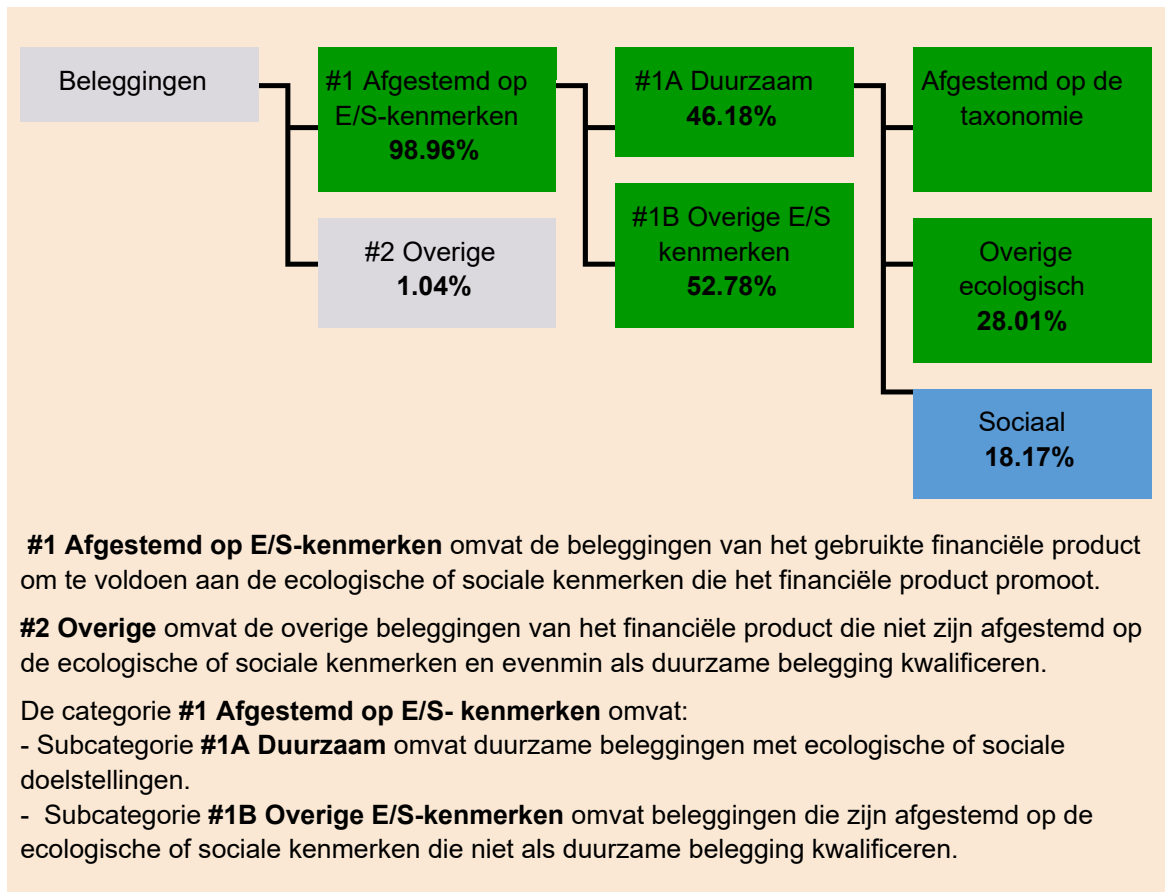 Beleggingen
#1 Afgestemd op
E/S-kenmerken
98.96%
#2 Overige
1.04%
#1A Duurzaam
46.18%
#1B Overige E/S
kenmerken
52.78%
Afgestemd op de
taxonomie
Overige
ecologisch
28.01%
Sociaal
18.17%
#1 Afgestemd op E/S-kenmerken omvat de beleggingen van het gebruikte financiële product
om te voldoen aan de ecologische of sociale kenmerken die het financiële product promoot.
#2 Overige omvat de overige beleggingen van het financiële product die niet zijn afgestemd op
de ecologische of sociale kenmerken en evenmin als duurzame belegging kwalificeren.
De categorie #1 Afgestemd op E/S- kenmerken omvat:
- Subcategorie #1A Duurzaam omvat duurzame beleggingen met ecologische of sociale
doelstellingen.
- Subcategorie #1B Overige E/S-kenmerken omvat beleggingen die zijn afgestemd op de
ecologische of sociale kenmerken die niet als duurzame belegging kwalificeren.